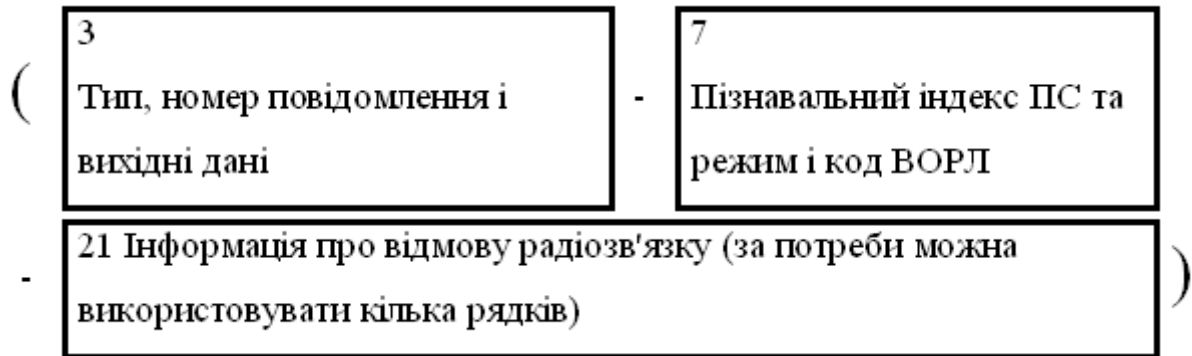 3
7
( Тип, номер повідомлення і - Пізнавальний індекс ПС та
вихідні дані
режим і код ВОРЛ
21 Інформація про відмову радіозв'язку (за потреби можна
- використовувати кілька рядків) )